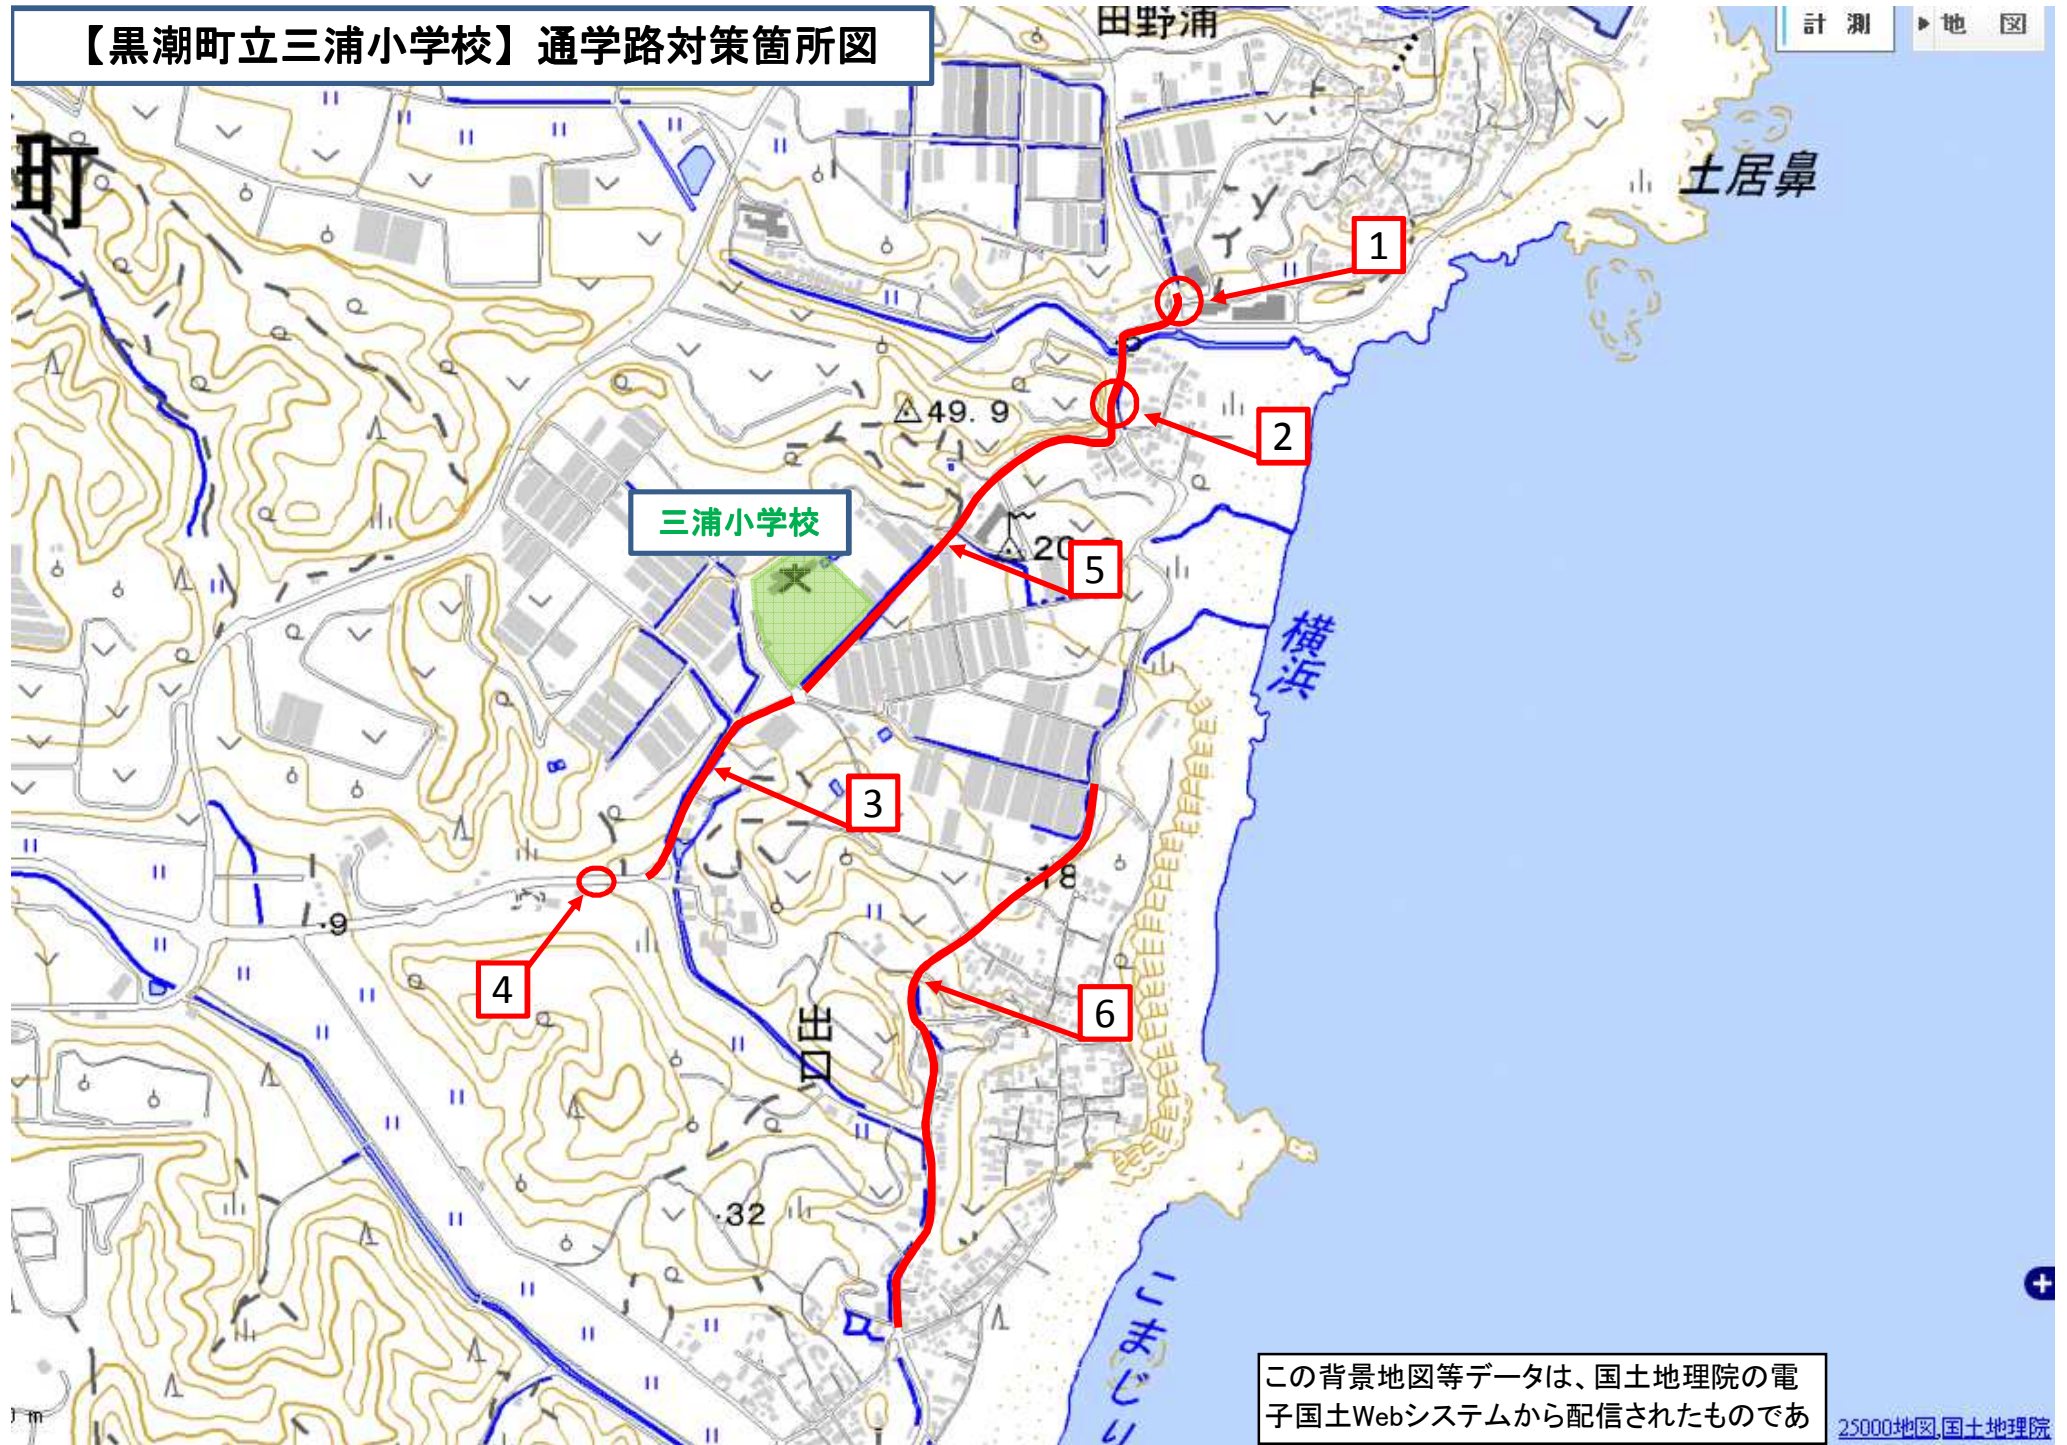 【黒潮町立三浦小学校】通学路対策箇所図
田野浦
計 測
地 図
町
土居鼻
1
49.9
2
三浦小学校
20
5
横浜
3
18
9
4
6
出口
32
こまじり
この背景地図等データは、国土地理院の電
子国土Webシステムから配信されたものであ
25000地図,国土地理院
m